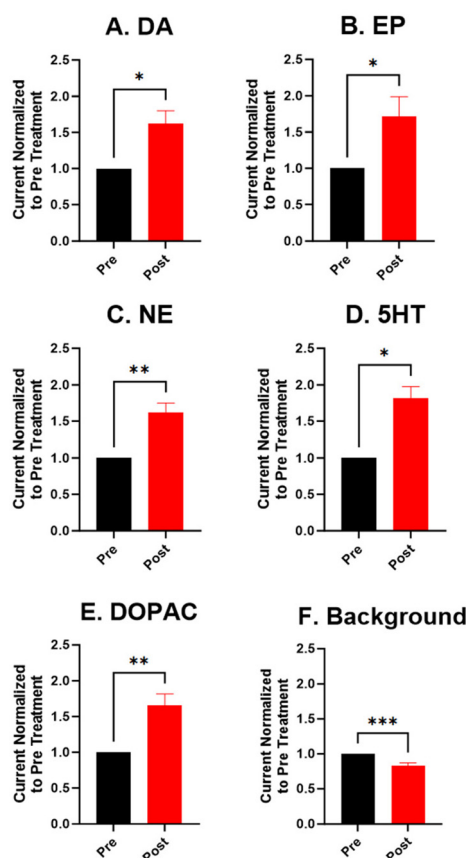 A. DA
Current Normalized
to Pre Treatment
2.5
2.0
1.5
1.0
0.5
0.0
*
Pre
Post
B. EP
Current Normalized
to Pre Treatment
2.5
2.0
1.5
1.0
0.5
0.0
*
Pre
Post
C. NE
Current Normalized
to Pre Treatment
2.5
2.0
1.5
1.0
0.5
0.0
**
Pre
Post
D. 5HT
Current Normalized
to Pre Treatment
2.5
2.0
1.5
1.0
0.5
0.0
*
Pre
Post
E. DOPAC
Current Normalized
to Pre Treatment
2.5
2.0
1.5
1.0
0.5
0.0
**
Pre
Post
F. Background
Current Normalized
to Pre Treatment
2.5
2.0
1.5
1.0
0.5
0.0
***
Pre
Post